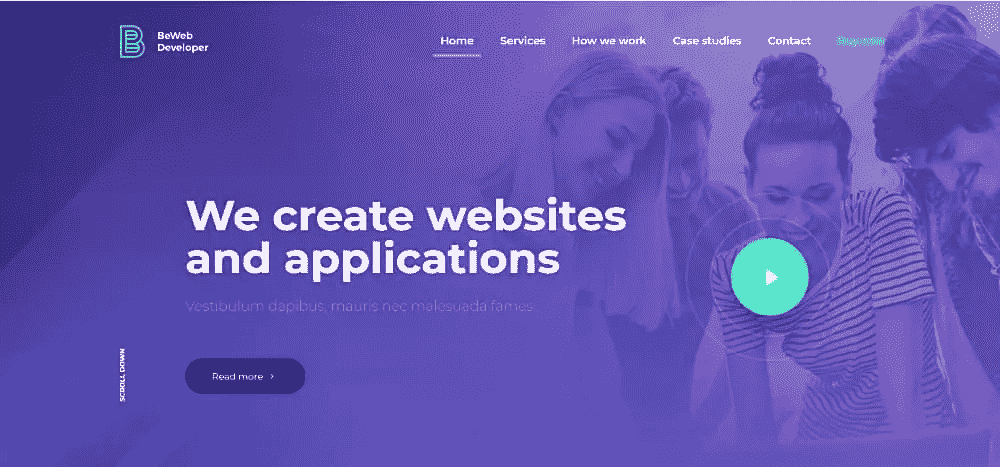 BeWeb
Developer
Home Services How we work Case studies Contact
We create websites
and applications
Vestibulum dapibus, mauris nec malesuada fames
Read more
SCROLL DOWN